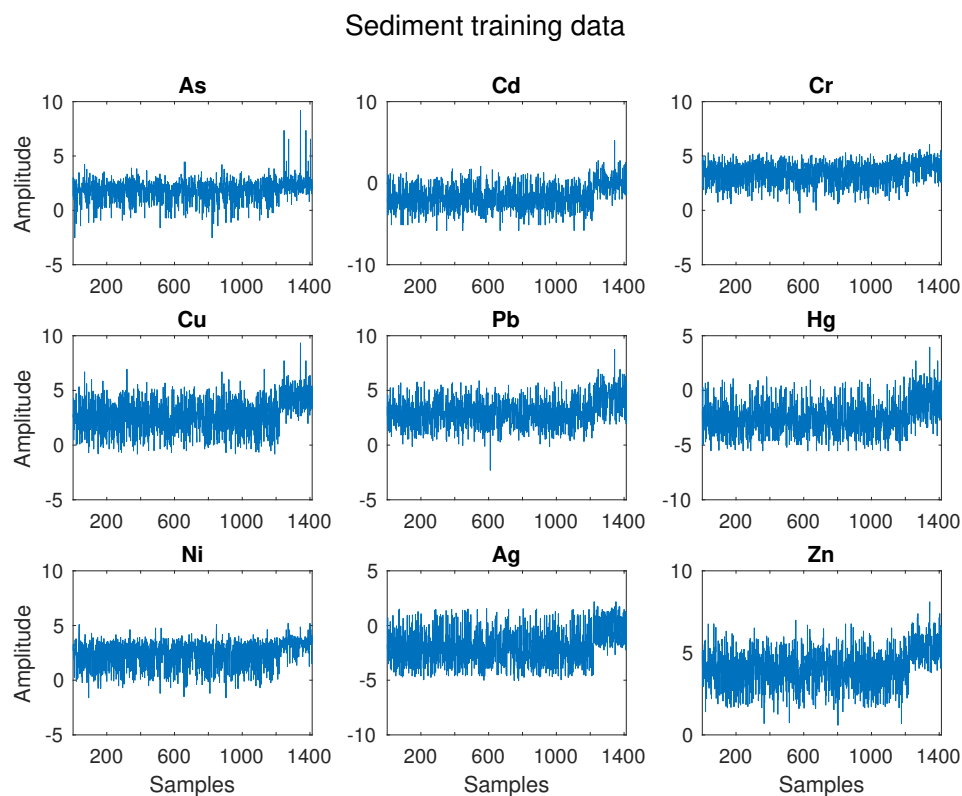 Sediment training data
As Cd Cr
10 10 10
5 5
0 0
-5 -10 -5
Amplitude
200 600 1000 1400 200 600 1000 1400 200 600 1000 1400
Cu Pb Hg
10 10 5
5 5 0
0 0 -5
-5 -5 -10
Amplitude
200 600 1000 1400 200 600 1000 1400 200 600 1000 1400
Ni Ag Zn
10 5 10
5 0
0 -5 5
-5 -10 0
Amplitude
200 600 1000 1400 200 600 1000 1400 200 600 1000 1400
Samples Samples Samples